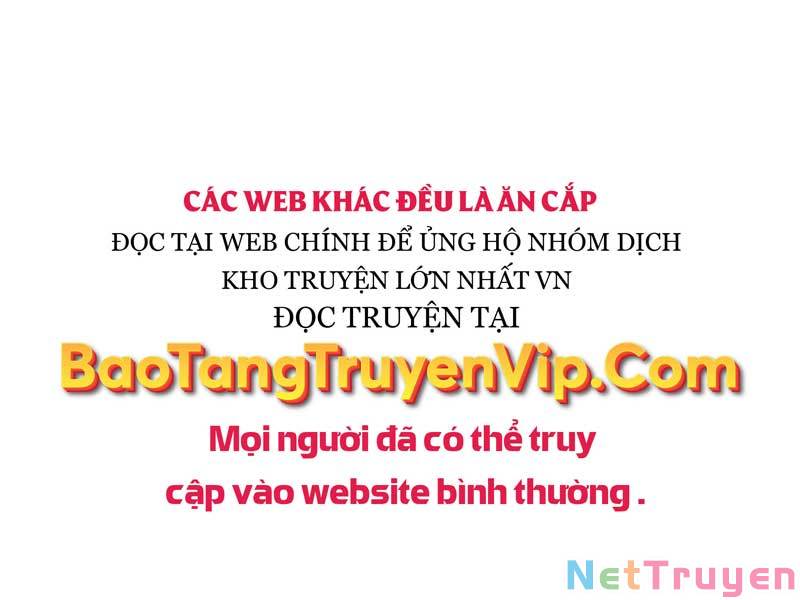 CÁC WEB KHÁC ĐỀU LÀ ĂN CẮP
ĐỌC TẠI WEB CHÍNH ĐỂ ỦNG HỘ NHÓM DỊCH
KHO TRUYỆN LỚN NHẤT VN
ĐỌC TRUYỆN TẠI
BaoTangTruyenVip.Com
Mọi người đã có thể truy
cập vào website bình thường .
NetTruyen